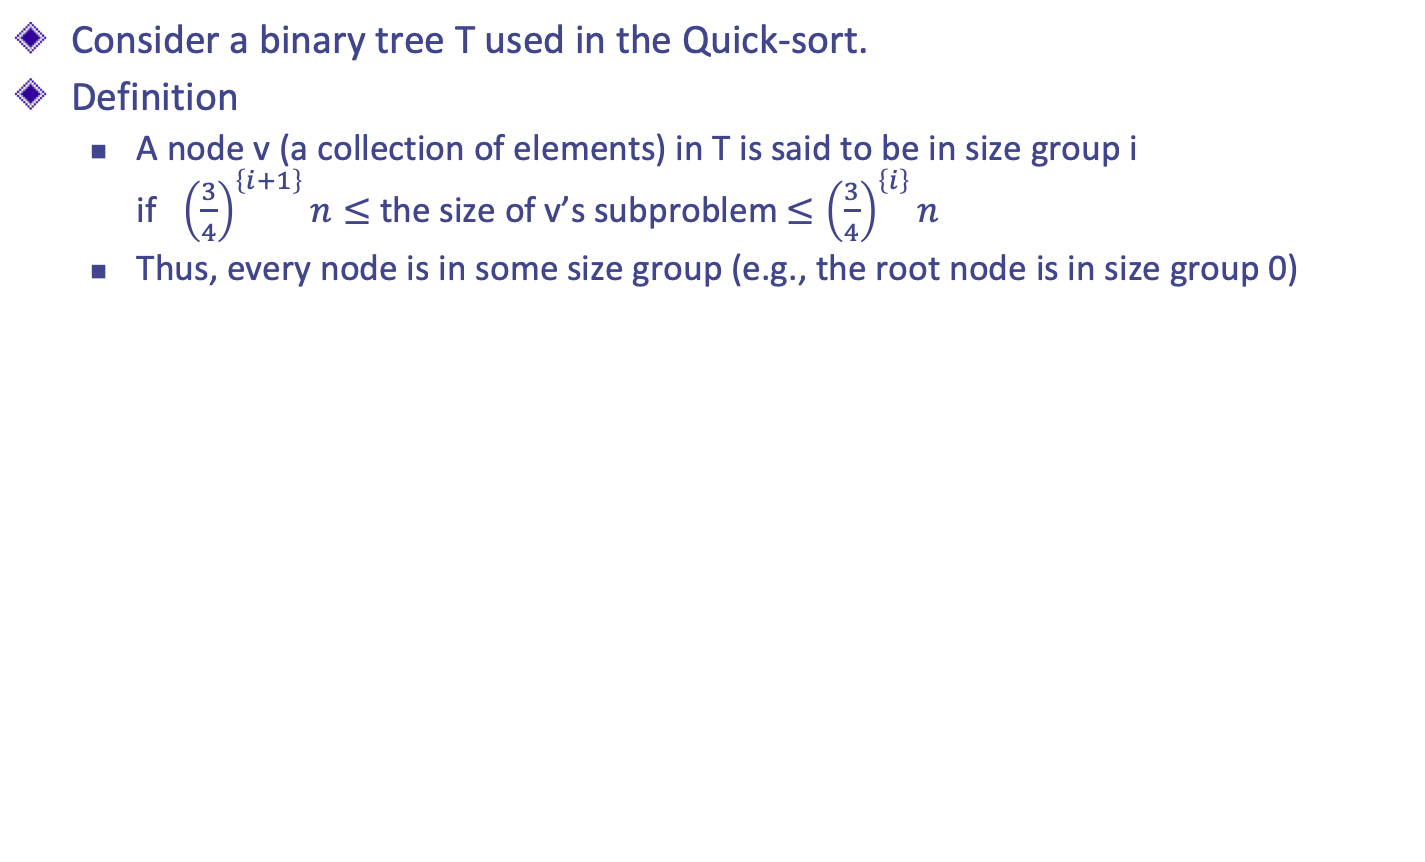 Consider a binary tree T used in the Quick-sort.
Definition
A node v (a collection of elements) in T is said to be in size group i
if (3/4)^{i+1} n ≤ the size of v’s subproblem ≤ (3/4)^{i} n
Thus, every node is in some size group (e.g., the root node is in size group 0)